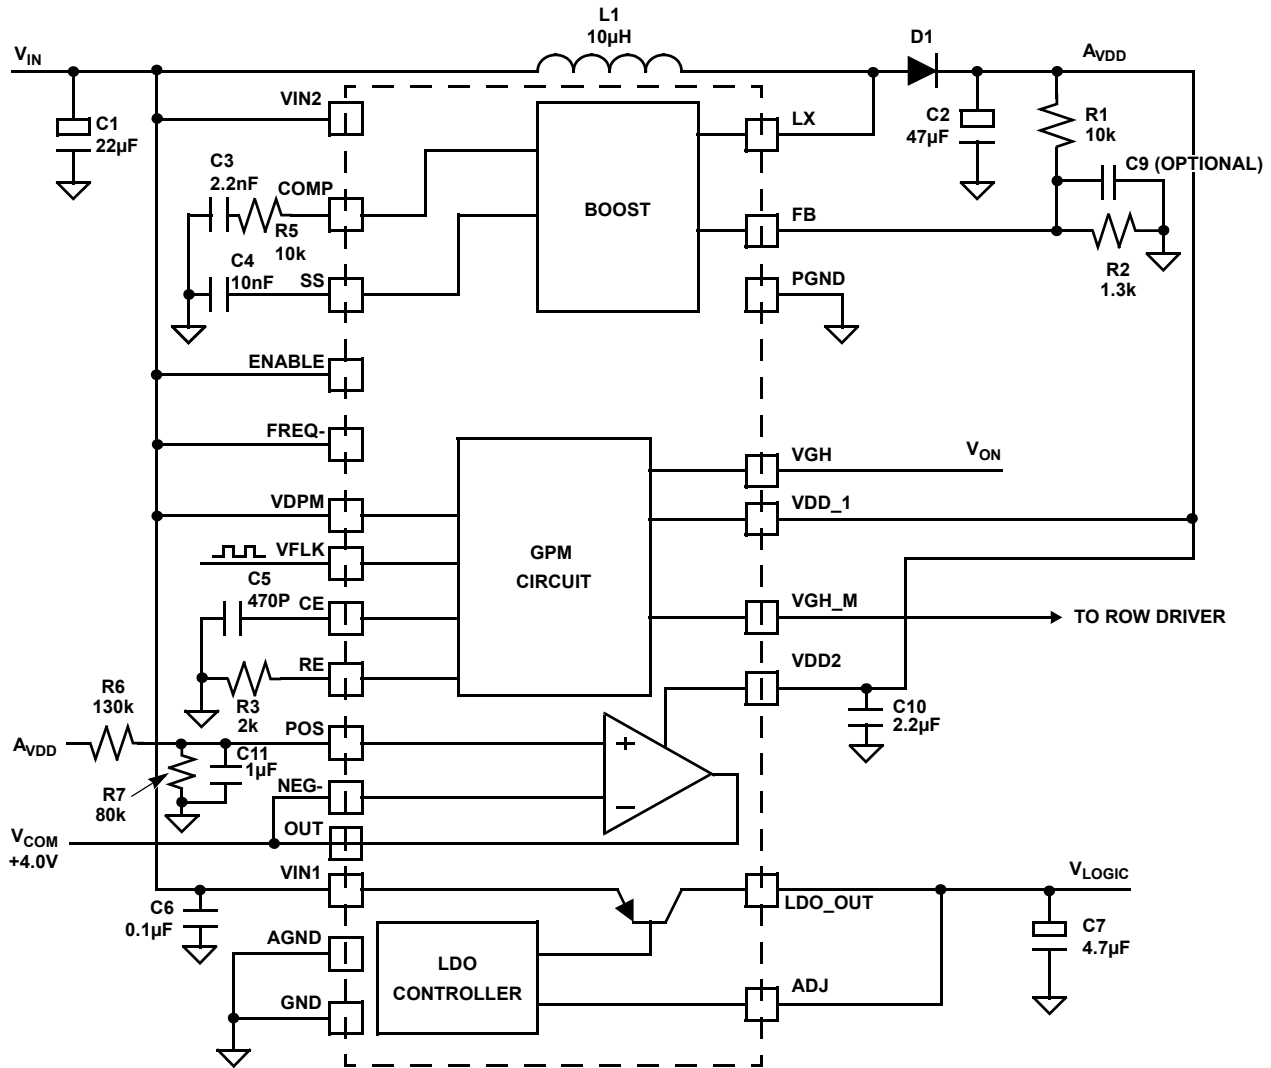 L1
10µH
D1
VIN
AVDD
VIN2
LX
C1
22µF
C2
47µF
R1
10k
C9 (OPTIONAL)
C3
2.2nF
COMP
R5
10k
BOOST
FB
C4
10nF
SS
PGND
R2
1.3k
ENABLE
FREQ-
VGH
VON
VDPM
VDD_1
VFLK
GPM
CIRCUIT
C5
470P
CE
VGH_M
TO ROW DRIVER
RE
VDD2
R6
130k
R3
2k
C10
2.2µF
POS
AVDD
C11
1µF
+
R7
80k
NEG-
–
OUT
VCOM
+4.0V
VIN1
VLOGIC
LDO_OUT
C6
0.1µF
C7
4.7µF
AGND
LDO
CONTROLLER
ADJ
GND